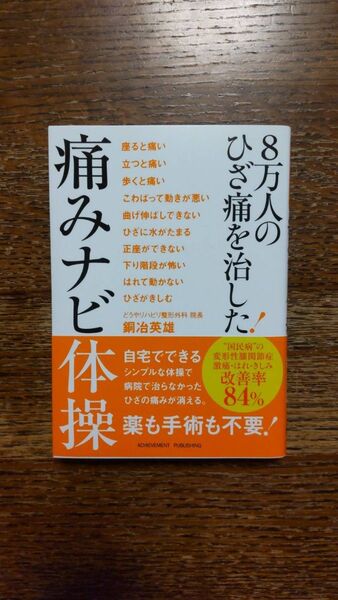 8万人の
ひざ痛を治した!
痛みナビ体操
座ると痛い
立つと痛い
歩くと痛い
こわばって動きが悪い
曲げ伸ばしできない
ひざに水がたまる
正座ができない
下り階段が怖い
はれて動かない
ひざがきしむ
どうやリハビリ整形外科 院長
銅冶英雄
自宅でできる
シンプルな体操で
病院で治らなかった
ひざの痛みが消える。
"国民病"の
変形性膝関節症
激痛・はれ・きしみ
改善率
84%
薬も手術も不要!
ACHIEVEMENT PUBLISHING